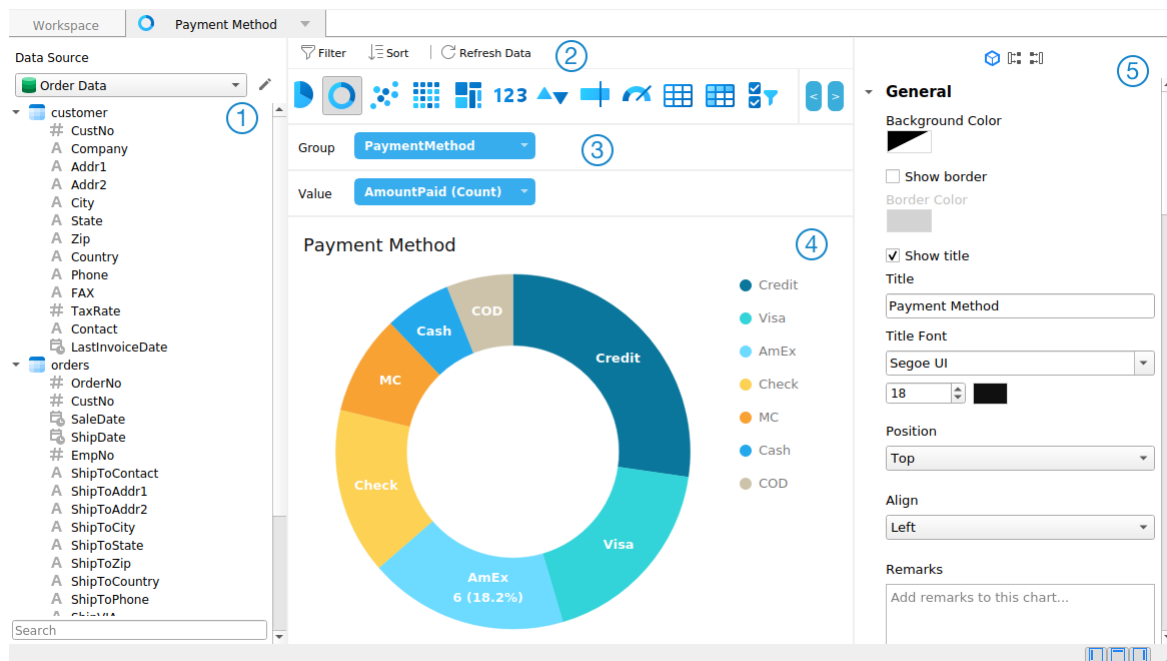 Workspace
Payment Method
Data Source
Order Data
1
customer
CustNo
Company
Addr1
Addr2
City
State
Zip
Country
Phone
FAX
TaxRate
Contact
LastInvoiceDate
orders
OrderNo
CustNo
SaleDate
ShipDate
EmpNo
ShipToContact
ShipToAddr1
ShipToAddr2
ShipToCity
ShipToState
ShipToZip
ShipToCountry
ShipToPhone
ShipVIA
Search
Filter Sort Refresh Data
2
123
< >
Group PaymentMethod
3
Value AmountPaid (Count)
Payment Method
4
COD
Cash
Credit
MC
Check
Visa
AmEx
6 (18.2%)
Credit
Visa
AmEx
Check
MC
Cash
COD
5
General
Background Color
Show border
Border Color
Show title
Title
Payment Method
Title Font
Segoe UI
18
Position
Top
Align
Left
Remarks
Add remarks to this chart...